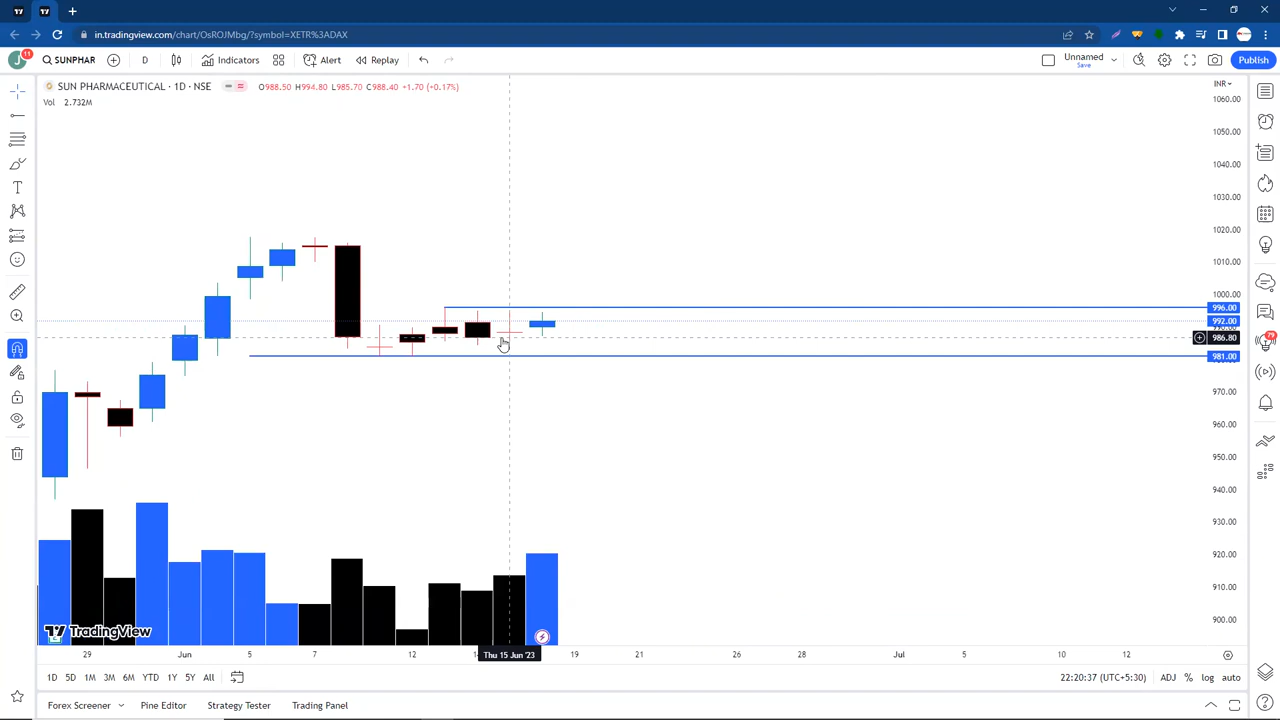 in.tradingview.com/chart/OsROJMbg/?symbol=XETR%3ADAX
J
11
SUNPHAR
D
Indicators
Alert
Replay
Unnamed
Save
Publish
SUN PHARMACEUTICAL · 1D · NSE
O988.50 H994.80 L985.70 C988.40 +1.70 (+0.17%)
Vol 2.732M
INR
1060.00
1050.00
1040.00
1030.00
1020.00
1010.00
1000.00
996.00
992.00
986.80
981.00
970.00
960.00
950.00
940.00
930.00
920.00
910.00
900.00
79
TradingView
29
Jun
7
12
Thu 15 Jun '23
19
21
26
28
Jul
5
10
12
1D 5D 1M 3M 6M YTD 1Y 5Y All
22:20:37 (UTC+5:30)
ADJ % log auto
Forex Screener
Pine Editor
Strategy Tester
Trading Panel